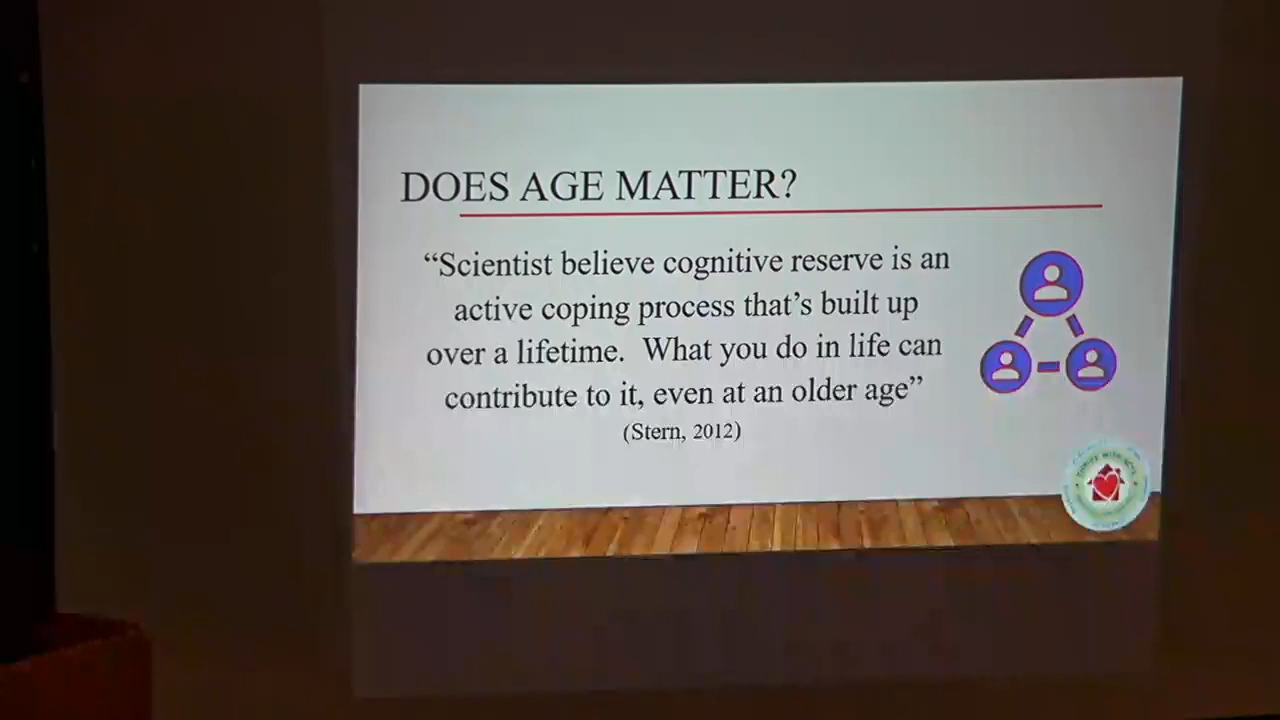 DOES AGE MATTER?
“Scientist believe cognitive reserve is an
active coping process that’s built up
over a lifetime.  What you do in life can
contribute to it, even at an older age”
(Stern, 2012)